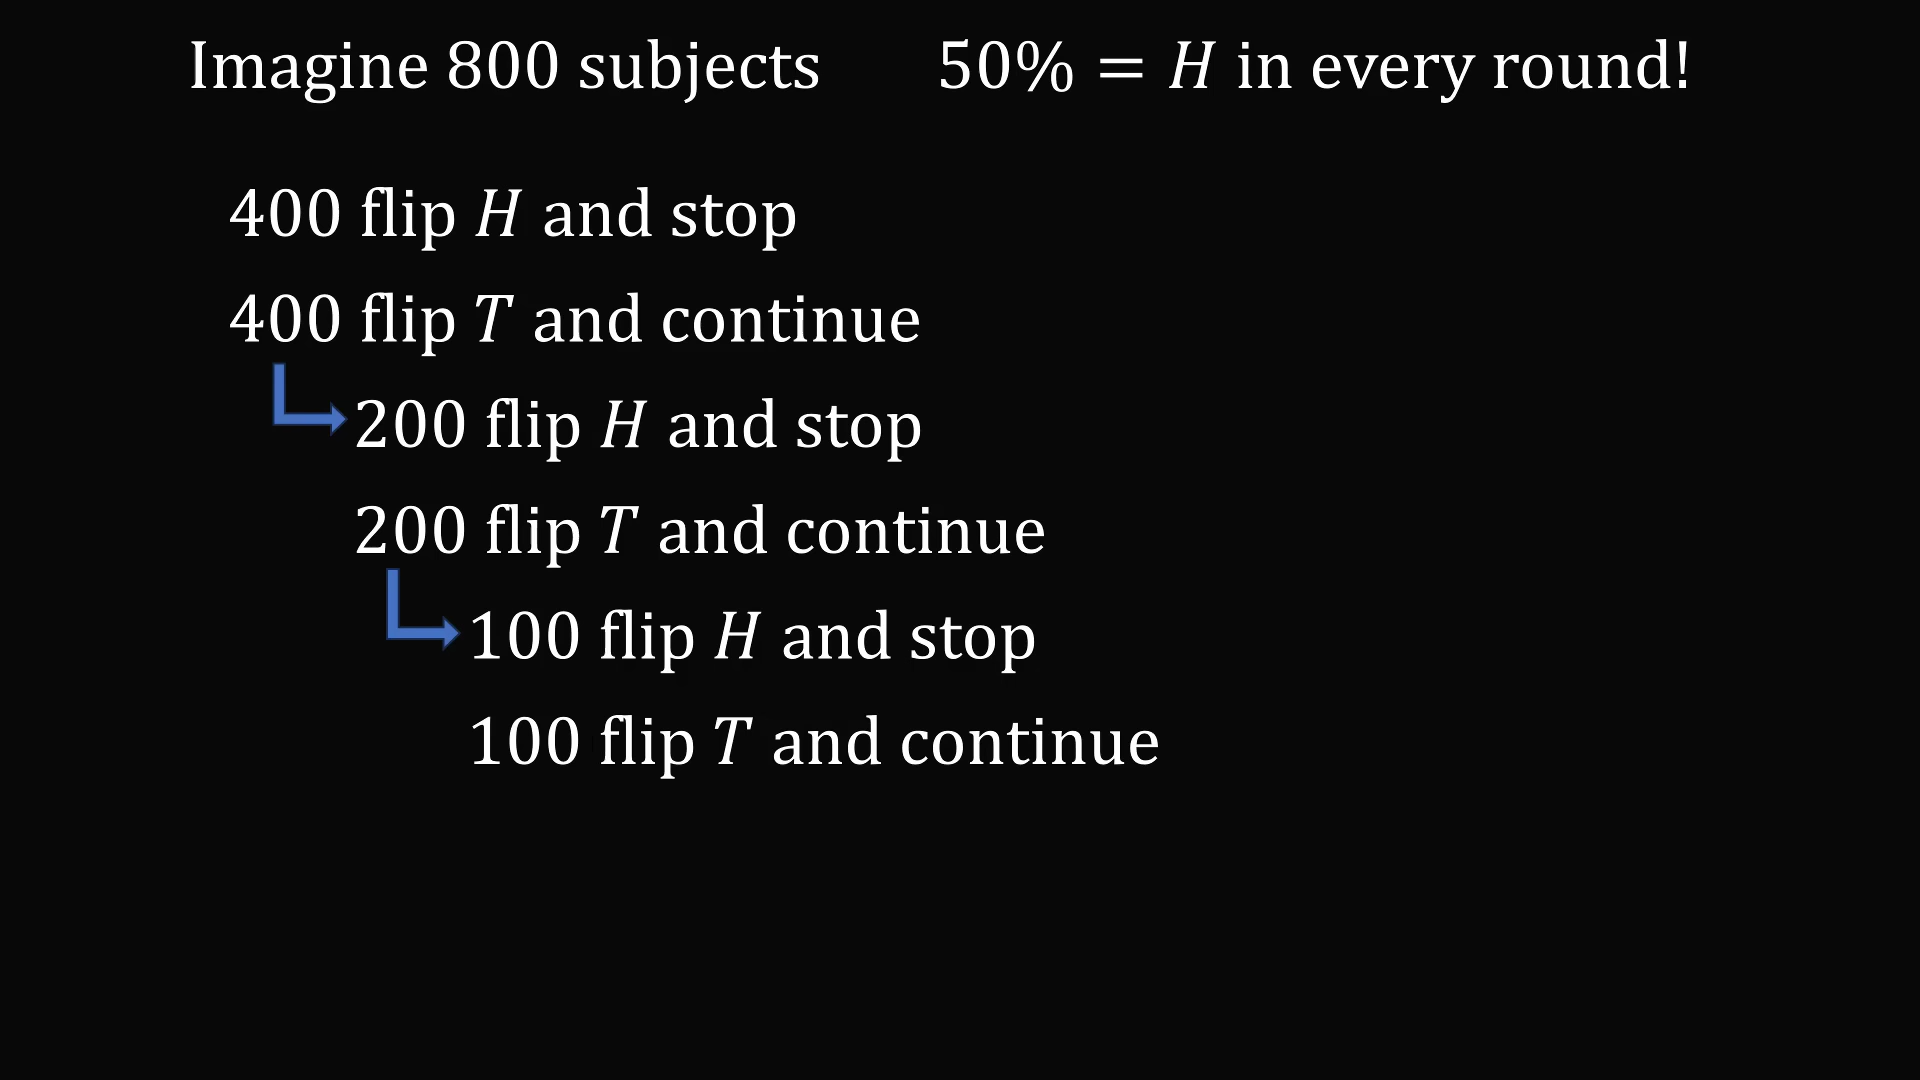 Imagine 800 subjects 50% = H in every round!
400 flip H and stop
400 flip T and continue
200 flip H and stop
200 flip T and continue
100 flip H and stop
100 flip T and continue